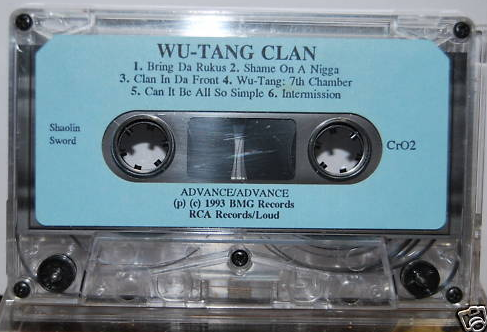 WU-TANG CLAN
1. Bring Da Rukus 2. Shame On A Nigga
3. Clan In Da Front 4. Wu-Tang: 7th Chamber
5. Can It Be All So Simple 6. Intermission
Shaolin
Sword
CrO2
ADVANCE/ADVANCE
(p) (c) 1993 BMG Records
RCA Records/Loud